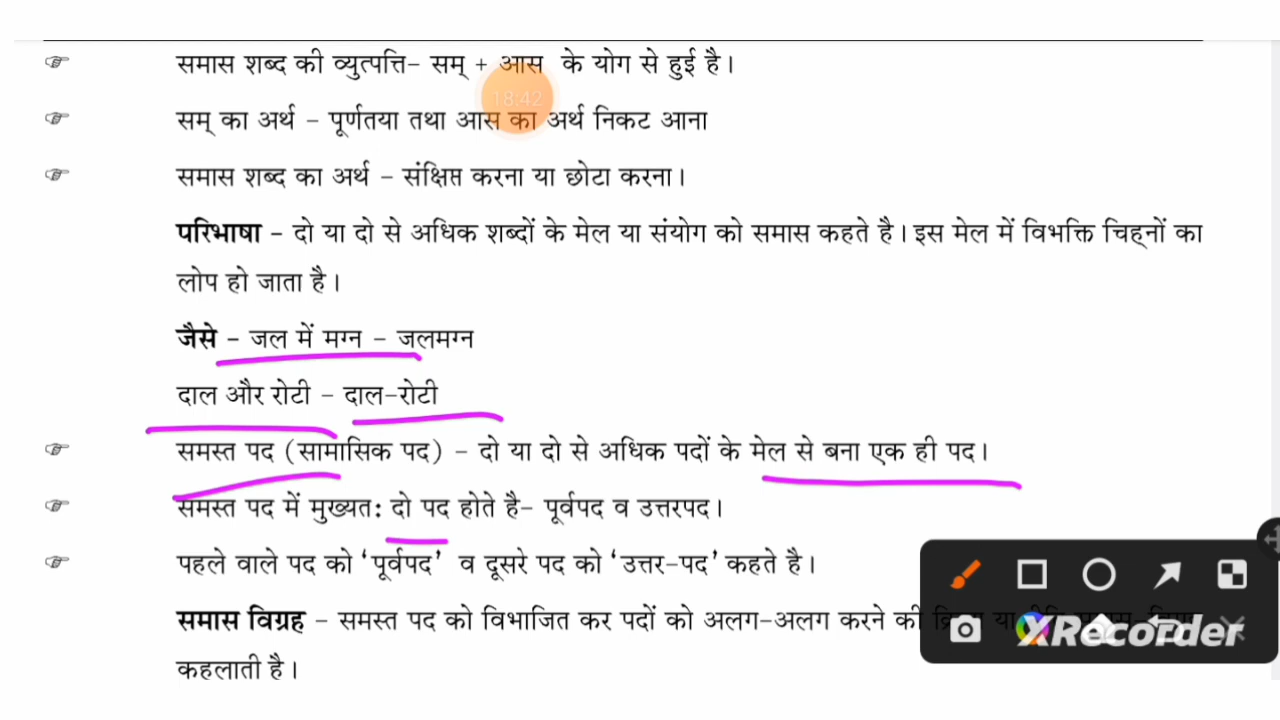 समास शब्द की व्युत्पत्ति- सम् + आस के योग से हुई है।
18:42
सम् का अर्थ - पूर्णतया तथा आस का अर्थ निकट आना
समास शब्द का अर्थ - संक्षिप्त करना या छोटा करना।
परिभाषा - दो या दो से अधिक शब्दों के मेल या संयोग को समास कहते है। इस मेल में विभक्ति चिह्नों का
लोप हो जाता है।
जैसे - जल में मग्न - जलमग्न
दाल और रोटी - दाल-रोटी
समस्त पद (सामासिक पद) - दो या दो से अधिक पदों के मेल से बना एक ही पद।
समस्त पद में मुख्यत: दो पद होते है- पूर्वपद व उत्तरपद।
पहले वाले पद को ‘पूर्वपद’ व दूसरे पद को ‘उत्तर-पद’ कहते है।
समास विग्रह - समस्त पद को विभाजित कर पदों को अलग-अलग करने की
XRecorder
कहलाती है।